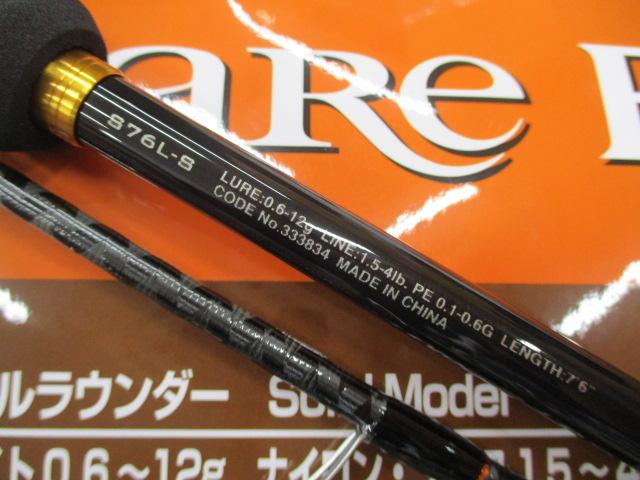 aRe
S76L-S
LURE:0.6-12g LINE:1.5-4lb. PE 0.1-0.6G LENGTH:7'6"
CODE No.333834 MADE IN CHINA
ルラウンダー Solid Model
イト0.6～12g ナイロン・